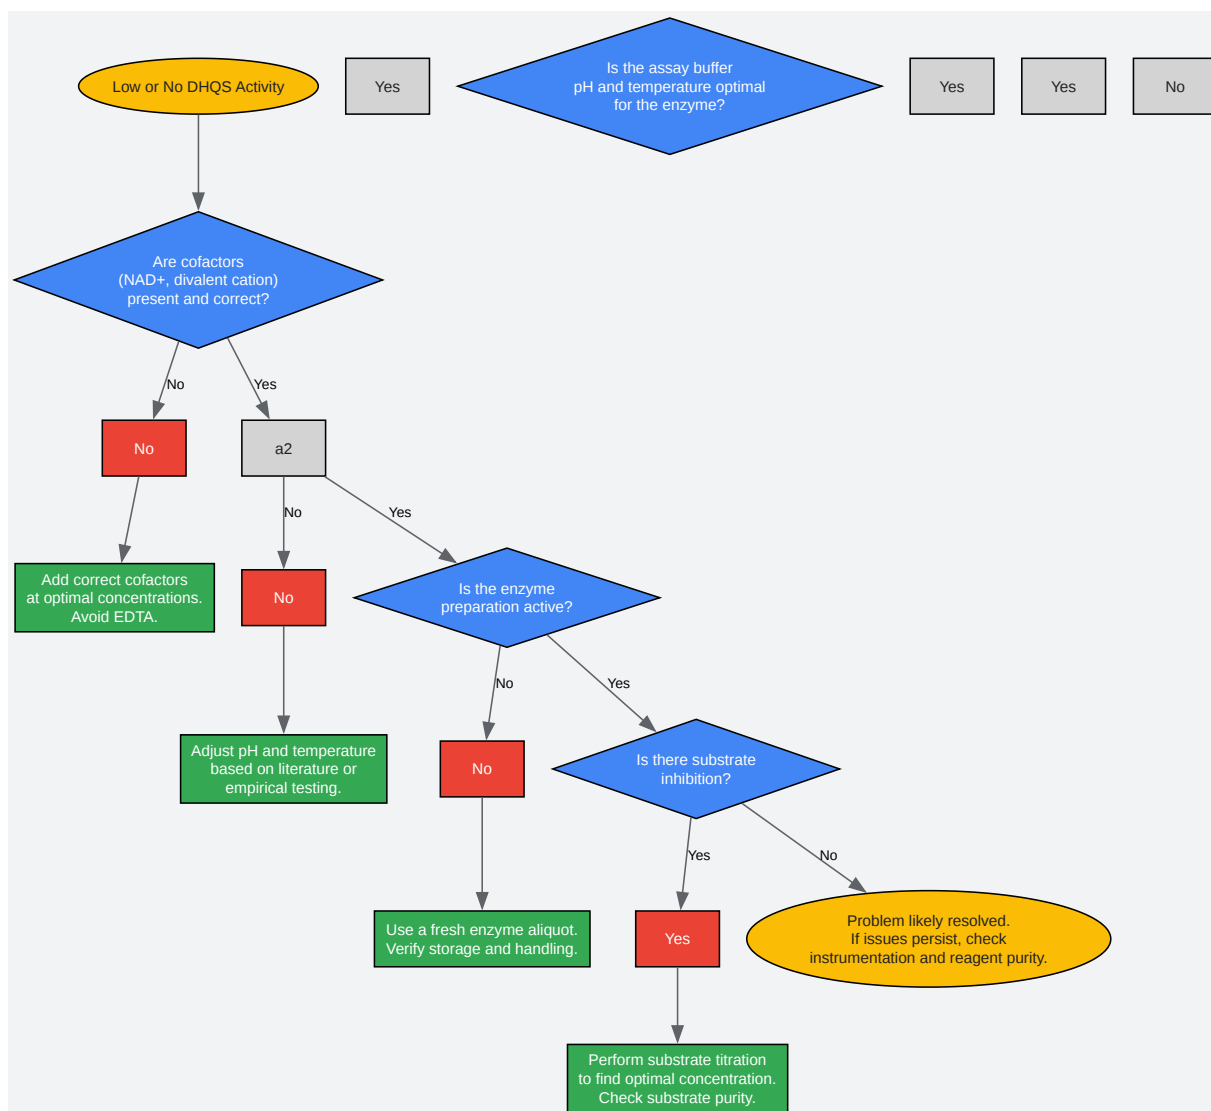 Low or No DHQS Activity
Yes
Is the assay buffer
pH and temperature optimal
for the enzyme?
Yes
Yes
No
Are cofactors
(NAD+, divalent cation)
present and correct?
No
Yes
No
a2
No
Yes
Add correct cofactors
at optimal concentrations.
Avoid EDTA.
No
Is the enzyme
preparation active?
No
Yes
Adjust pH and temperature
based on literature or
empirical testing.
No
Is there substrate
inhibition?
Yes
No
Use a fresh enzyme aliquot.
Verify storage and handling.
Yes
Problem likely resolved.
If issues persist, check
instrumentation and reagent purity.
Perform substrate titration
to find optimal concentration.
Check substrate purity.